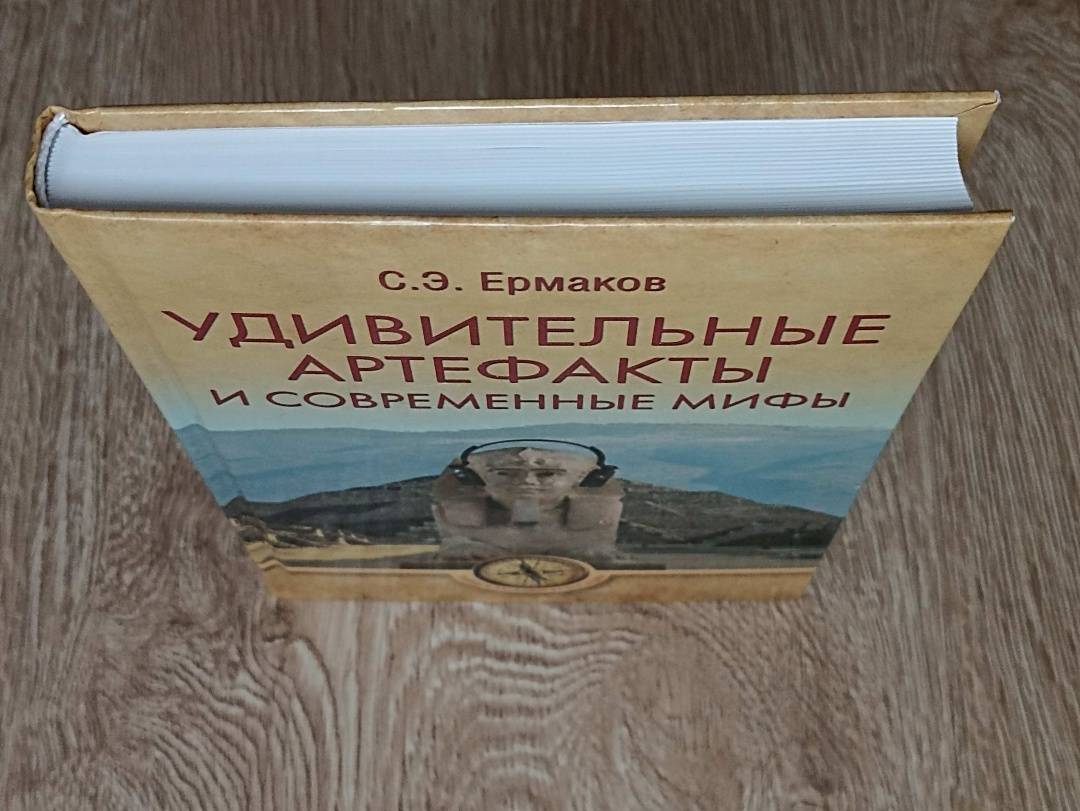 С.Э. Ермаков
УДИВИТЕЛЬНЫЕ
АРТЕФАКТЫ
И СОВРЕМЕННЫЕ МИФЫ